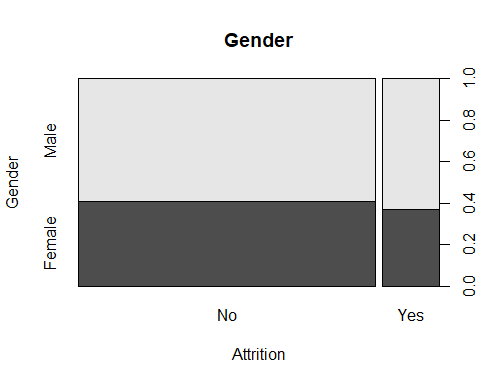 Gender
Gender
Male
Female
1.0
0.8
0.6
0.4
0.2
0.0
No
Yes
Attrition